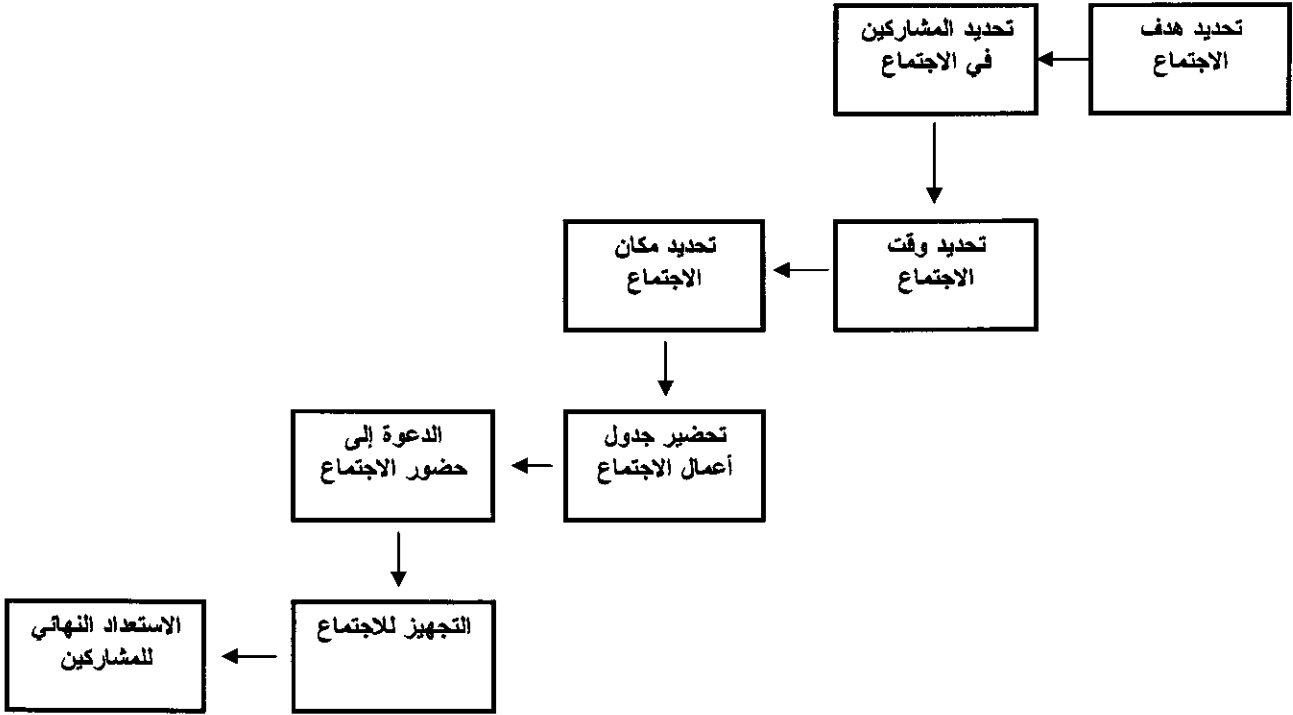 تحديد هدف
الاجتماع
تحديد المشاركين
في الاجتماع
تحديد وقت
الاجتماع
تحديد مكان
الاجتماع
تحضير جدول
أعمال الاجتماع
الدعوة إلى
حضور الاجتماع
التجهيز للاجتماع
الاستعداد النهائي
للمشاركين